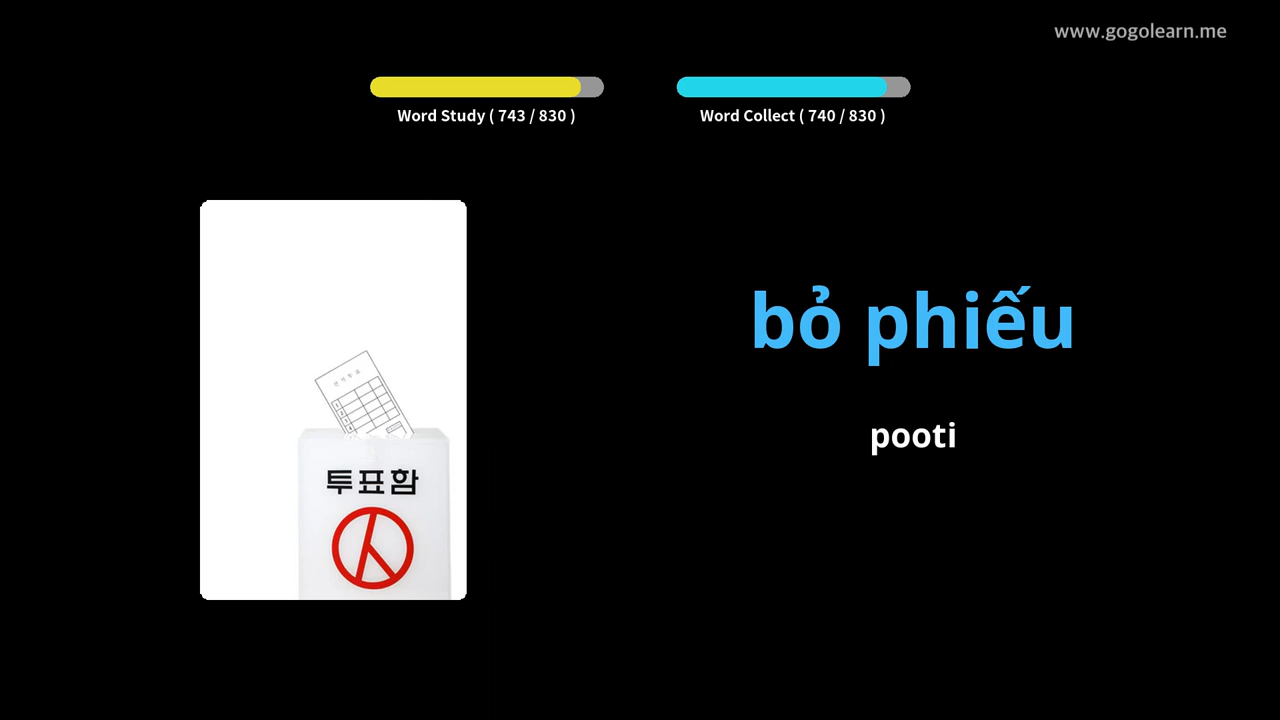 www.gogolearn.me
Word Study ( 743 / 830 )
Word Collect ( 740 / 830 )
bỏ phiếu
pooti
투표함